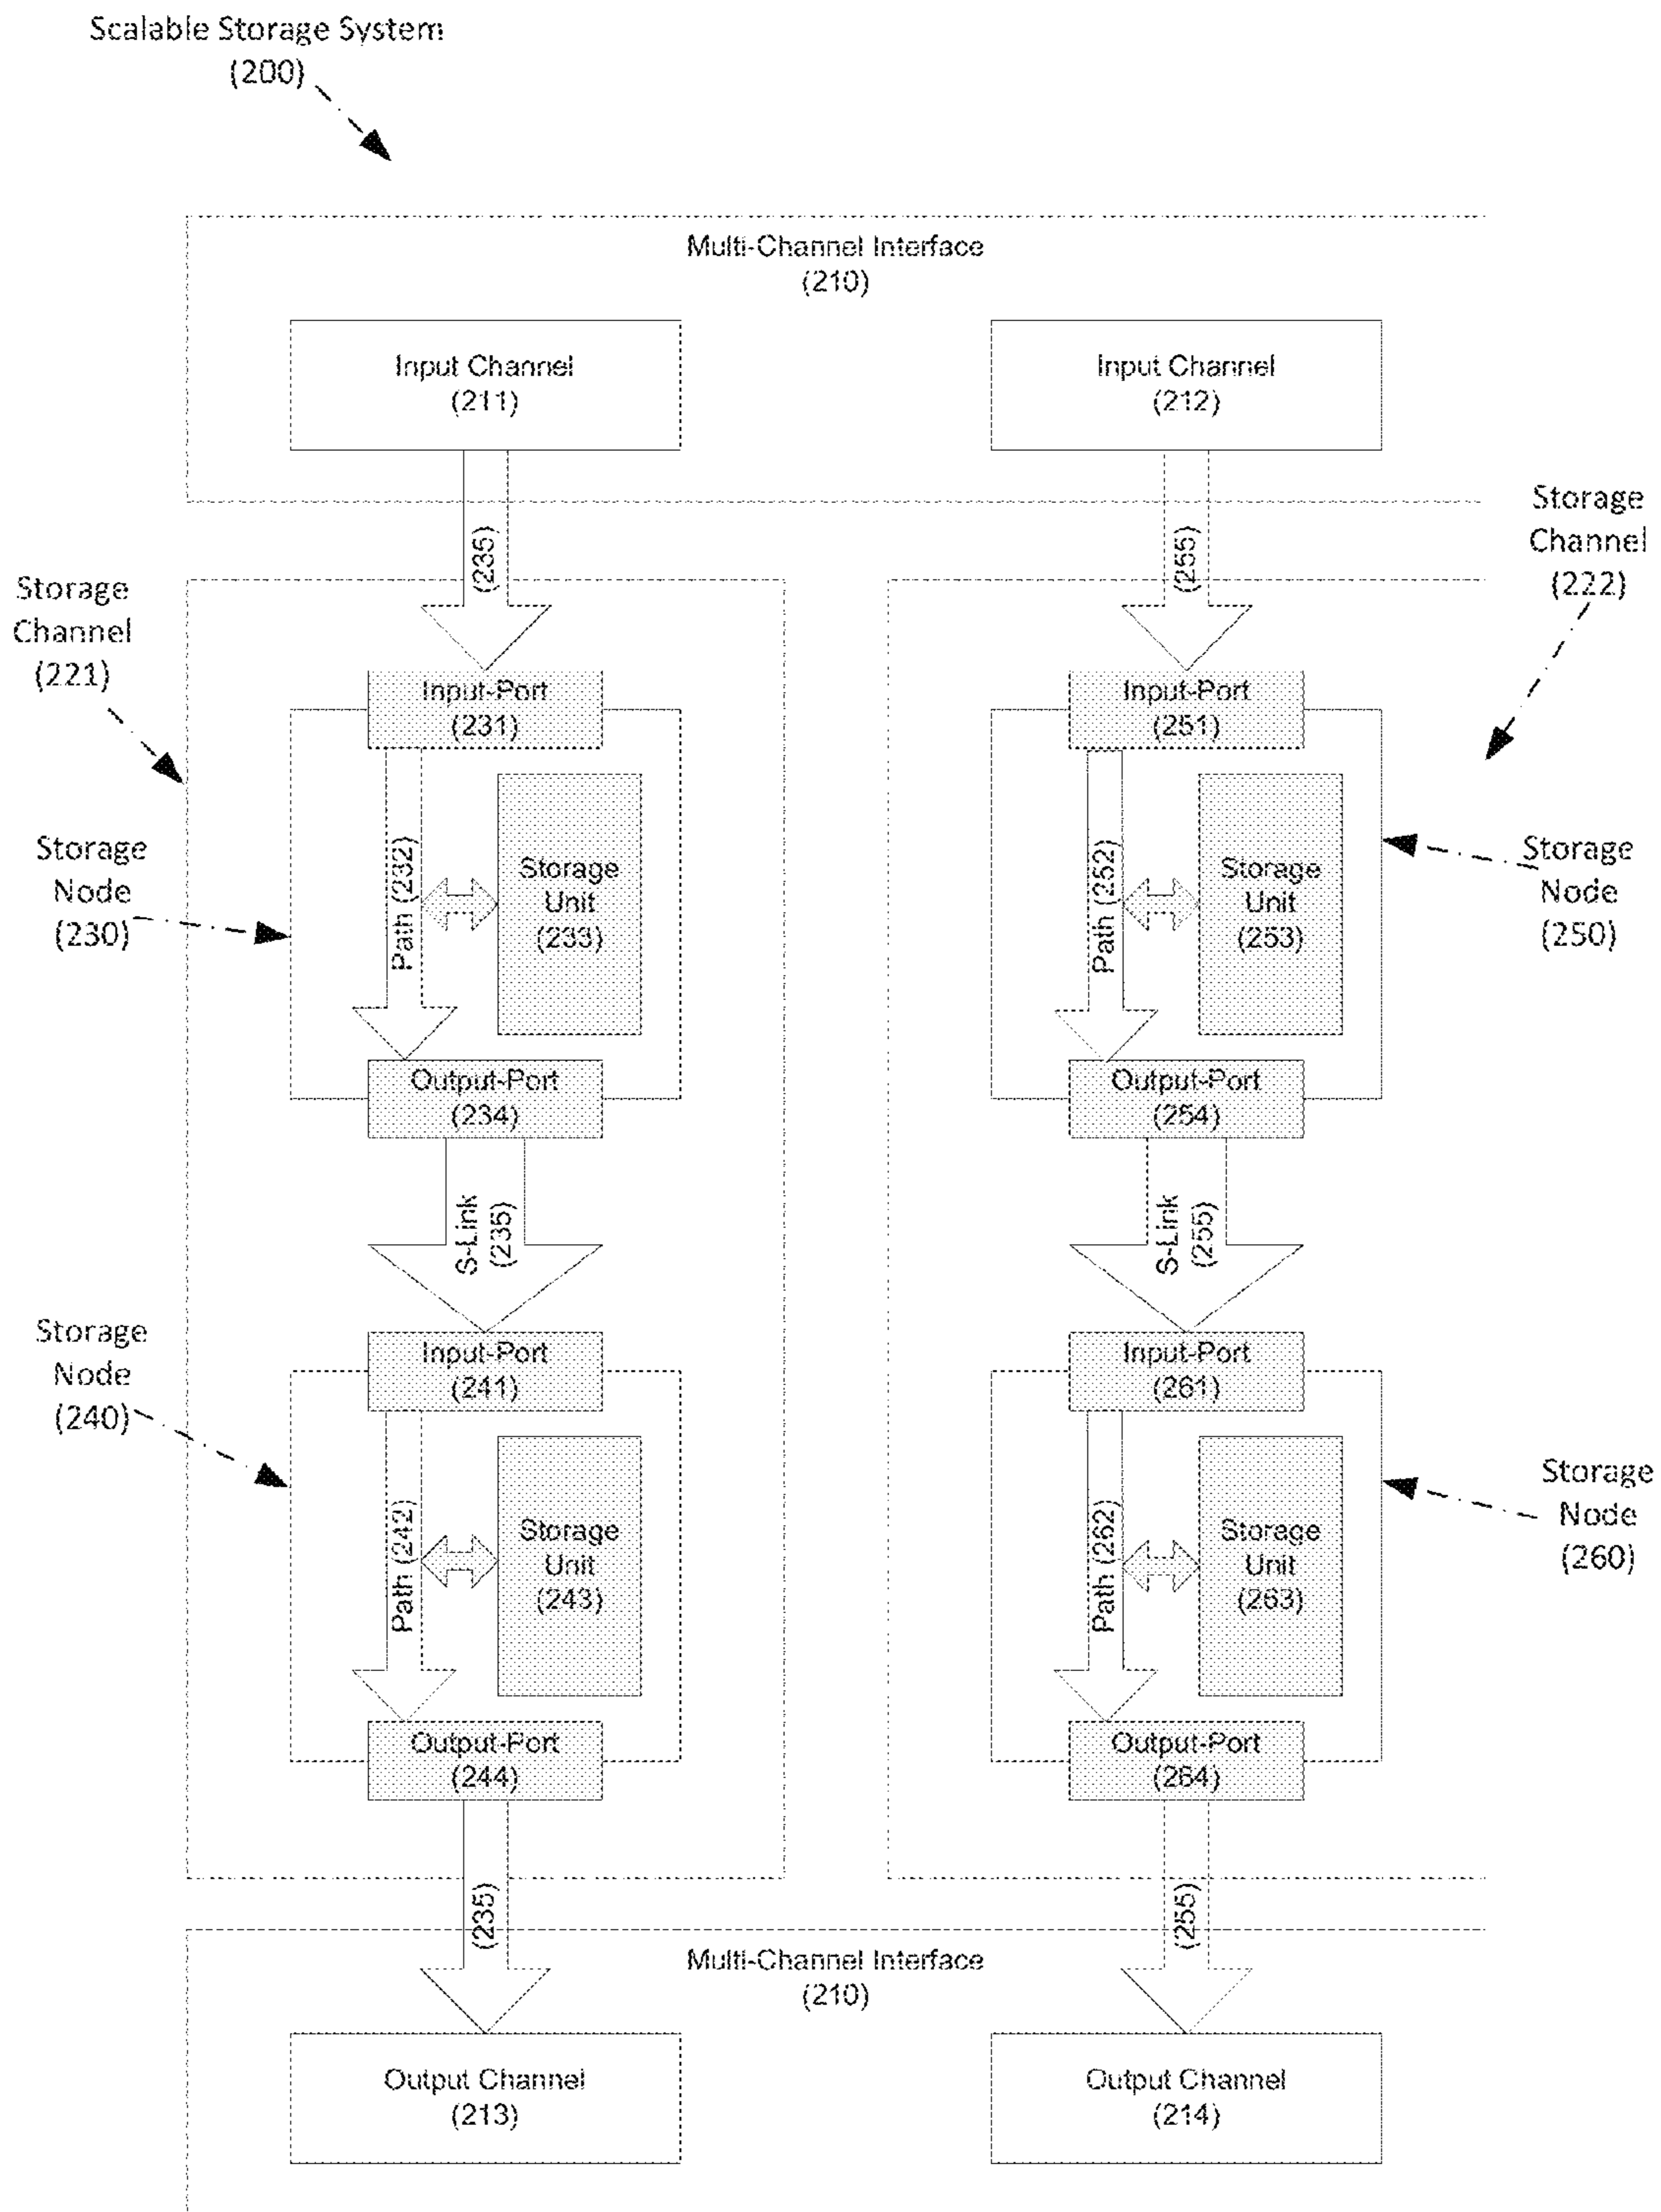 Scalable Storage System
(200)
Multi-Channel Interface
(210)
Input Channel
(211)
Input Channel
(212)
(235)
(255)
Storage
Channel
(222)
Storage
Channel
(221)
Input-Port
(231)
Input-Port
(251)
Storage
Node
(230)
Path (232)
Storage
Unit
(233)
Path (252)
Storage
Unit
(253)
Storage
Node
(250)
Output-Port
(234)
Output-Port
(254)
S-Link
(235)
S-Link
(255)
Storage
Node
(240)
Input-Port
(241)
Input-Port
(261)
Path (242)
Storage
Unit
(243)
Path (262)
Storage
Unit
(263)
Storage
Node
(260)
Output-Port
(244)
Output-Port
(264)
(235)
(255)
Multi-Channel Interface
(210)
Output Channel
(213)
Output Channel
(214)